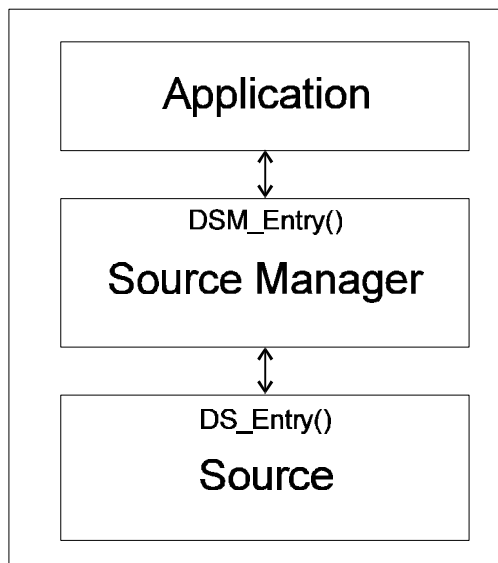 Application
DSM_Entry()
Source Manager
DS_Entry()
Source